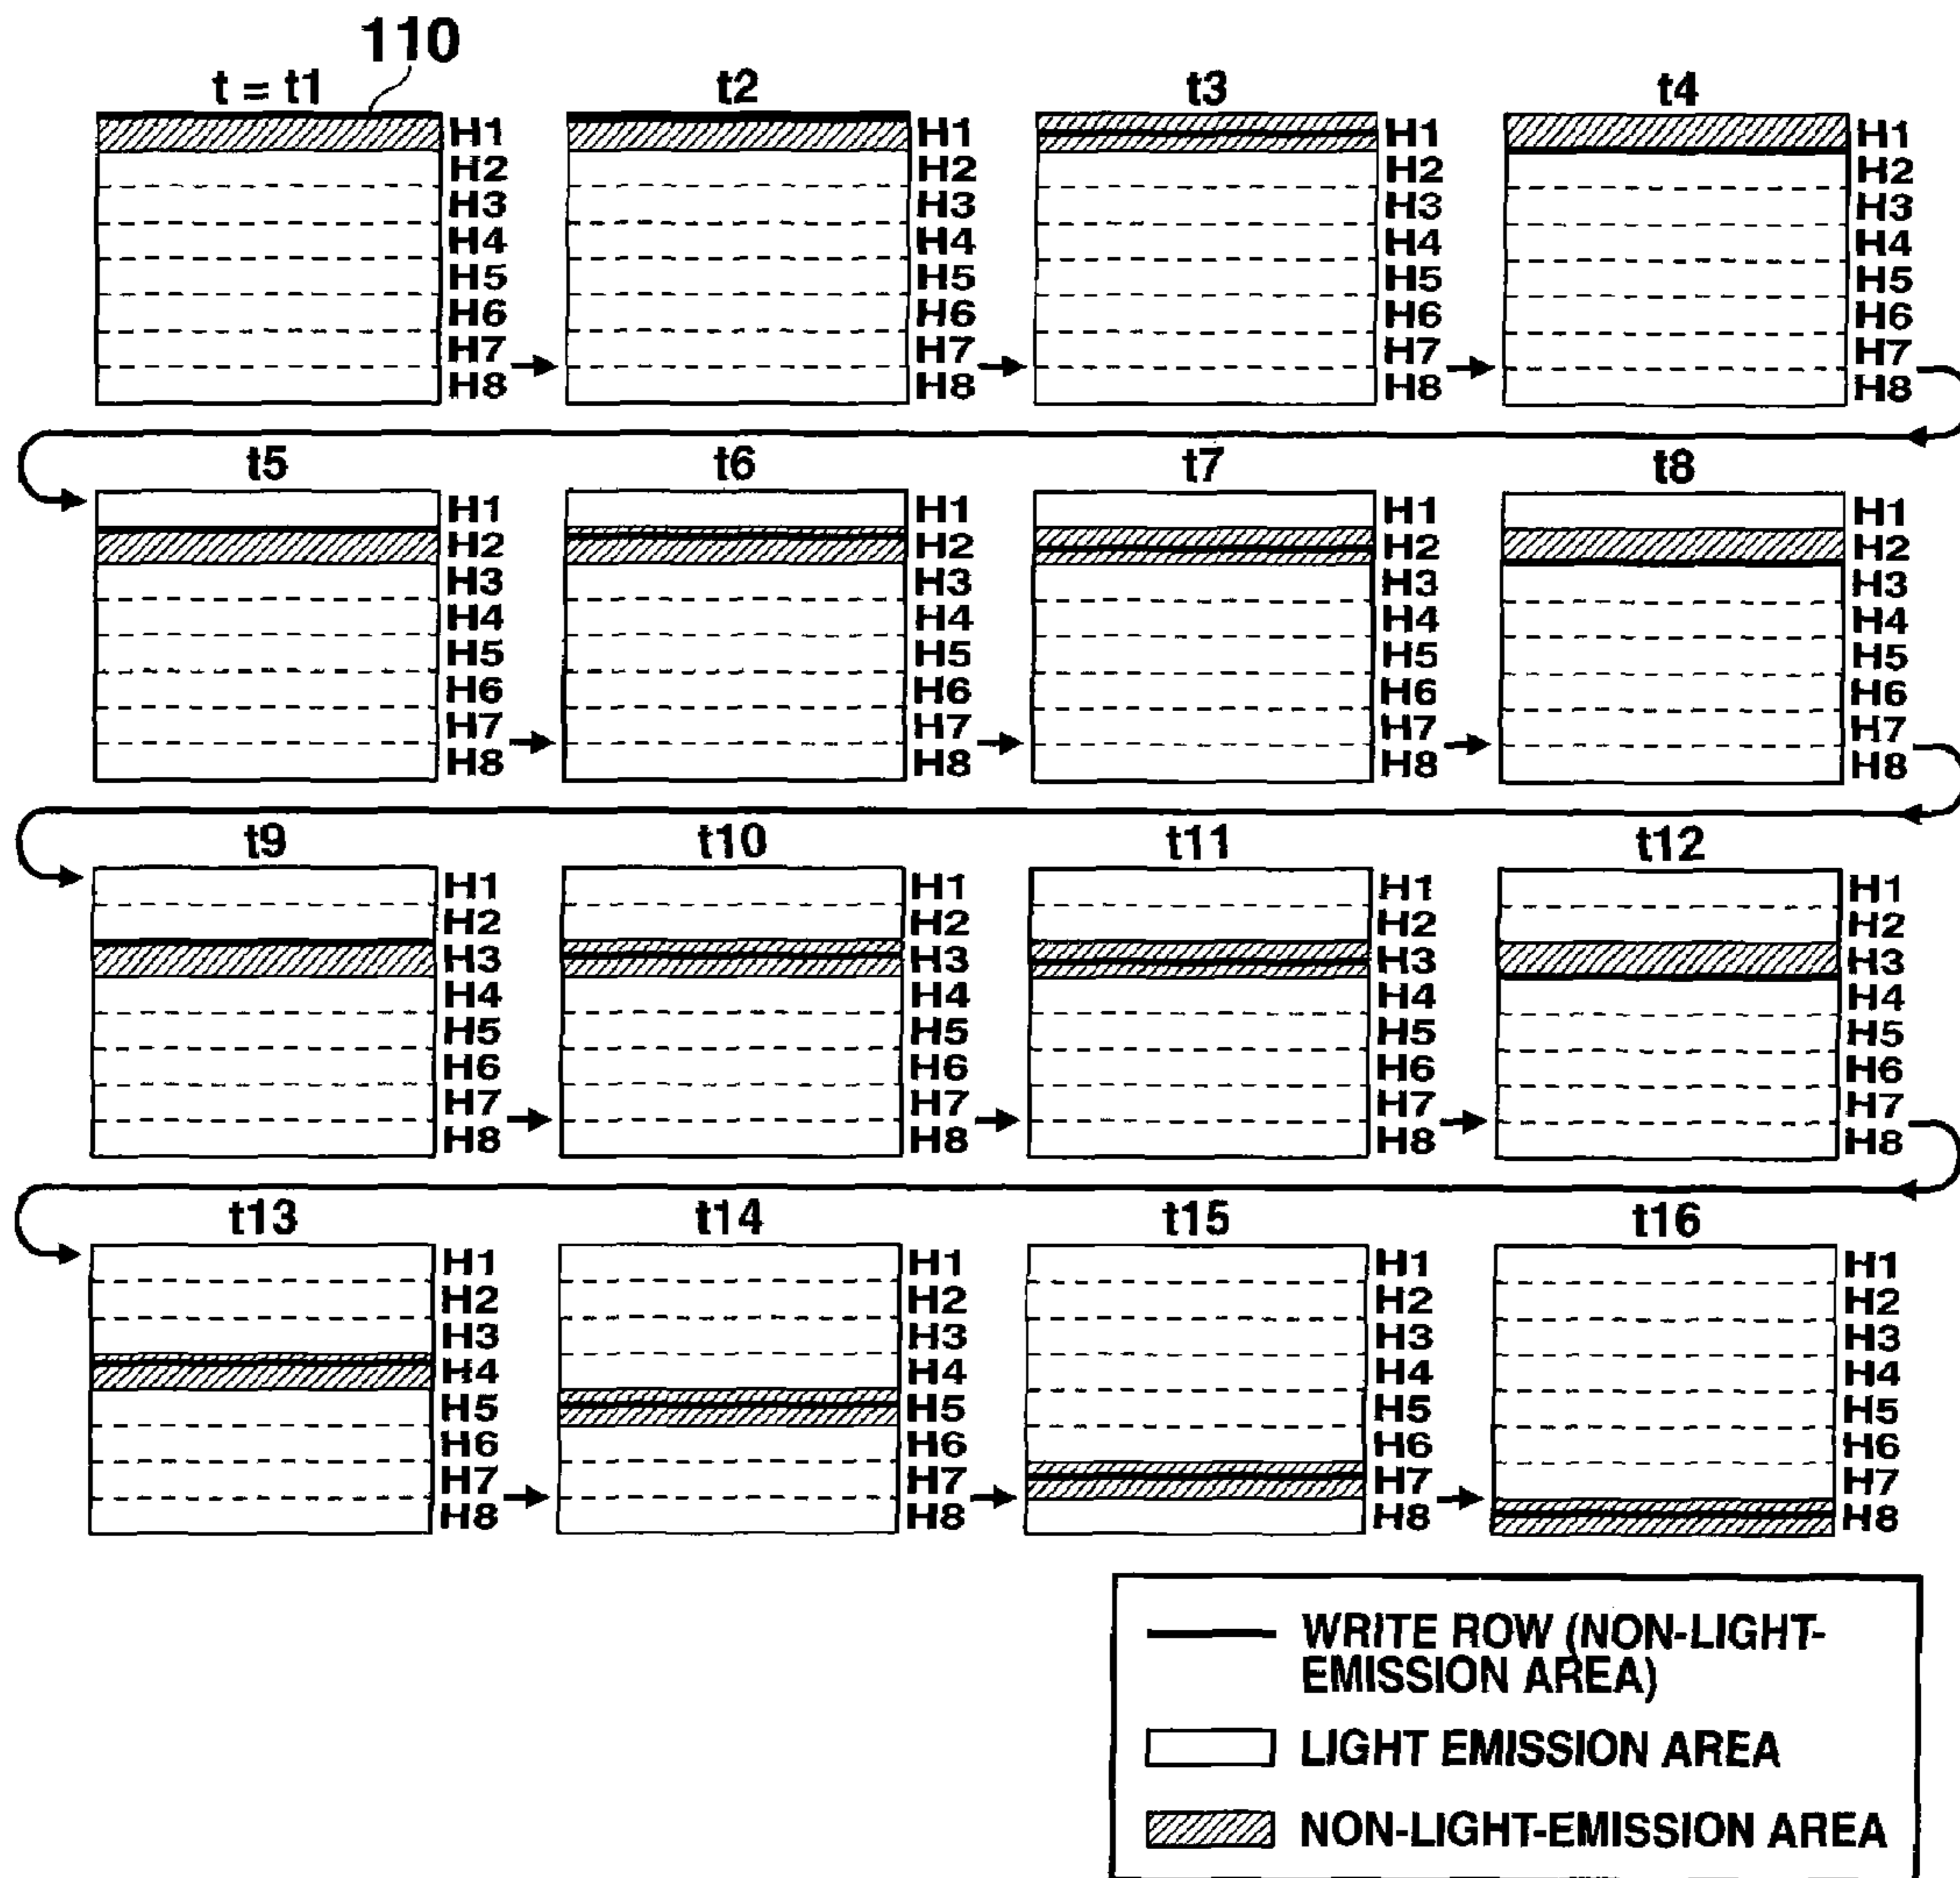 110
t = t1 t2 t3 t4
H1 H1 H1 H1
H2 H2 H2 H2
H3 H3 H3 H3
H4 H4 H4 H4
H5 H5 H5 H5
H6 H6 H6 H6
H7 H7 H7 H7
H8 H8 H8 H8
t5 t6 t7 t8
H1 H1 H1 H1
H2 H2 H2 H2
H3 H3 H3 H3
H4 H4 H4 H4
H5 H5 H5 H5
H6 H6 H6 H6
H7 H7 H7 H7
H8 H8 H8 H8
t9 t10 t11 t12
H1 H1 H1 H1
H2 H2 H2 H2
H3 H3 H3 H3
H4 H4 H4 H4
H5 H5 H5 H5
H6 H6 H6 H6
H7 H7 H7 H7
H8 H8 H8 H8
t13 t14 t15 t16
H1 H1 H1 H1
H2 H2 H2 H2
H3 H3 H3 H3
H4 H4 H4 H4
H5 H5 H5 H5
H6 H6 H6 H6
H7 H7 H7 H7
H8 H8 H8 H8
WRITE ROW (NON-LIGHT-
EMISSION AREA)
LIGHT EMISSION AREA
NON-LIGHT-EMISSION AREA